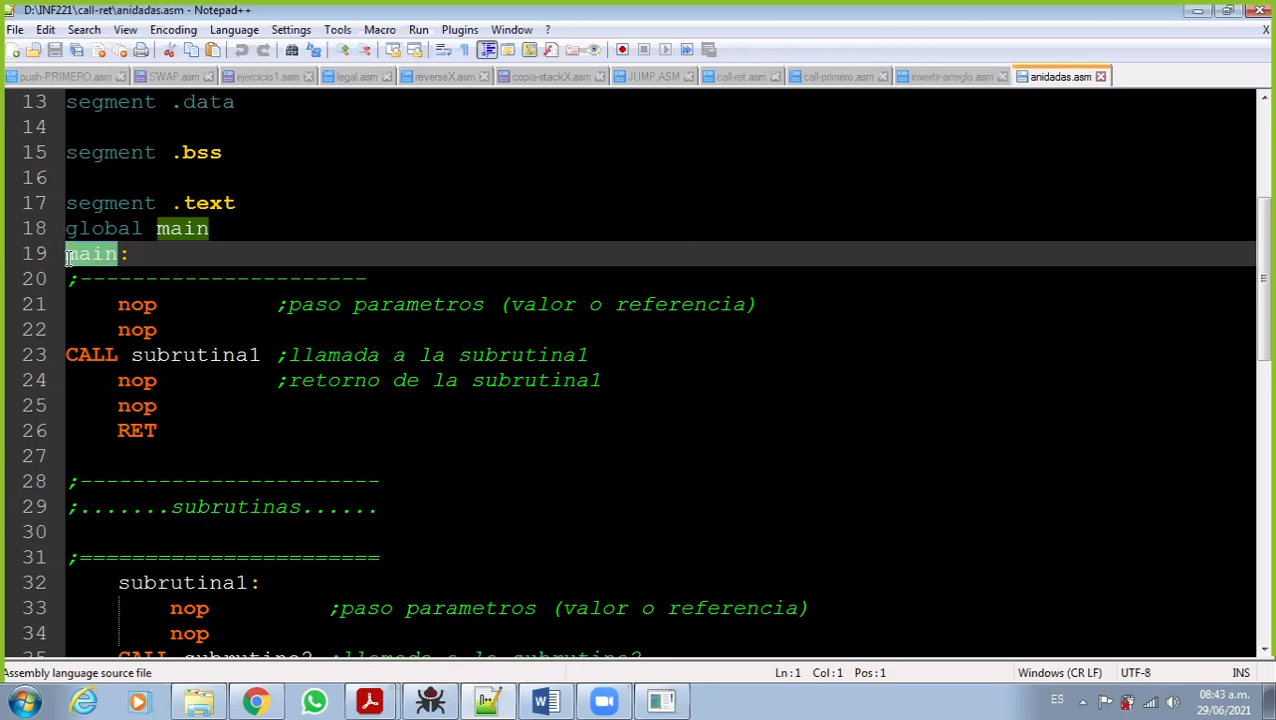 D:\INF221\call-ret\anidadas.asm - Notepad++
File Edit Search View Encoding Language Settings Tools Macro Run Plugins Window ? X
push-PRIMERO.asm SWAP.asm ejercicio1.asm legal.asm reverseX.asm copia-stackX.asm JUMP.ASM call-ret.asm call-primero.asm invertir-arreglo.asm anidadas.asm
13 segment .data
14
15 segment .bss
16
17 segment .text
18 global main
19 main:
20 ;----------------------
21 nop ;paso parametros (valor o referencia)
22 nop
23 CALL subrutina1 ;llamada a la subrutina1
24 nop ;retorno de la subrutina1
25 nop
26 RET
27
28 ;-----------------------
29 ;.......subrutinas......
30
31 ;=======================
32 subrutina1:
33 nop ;paso parametros (valor o referencia)
34 nop
35 CALL subrutina2 ;llamada a la subrutina2
Assembly language source file Ln:1 Col:1 Pos:1 Windows (CR LF) UTF-8 INS
ES 08:43 a.m.
29/06/2021